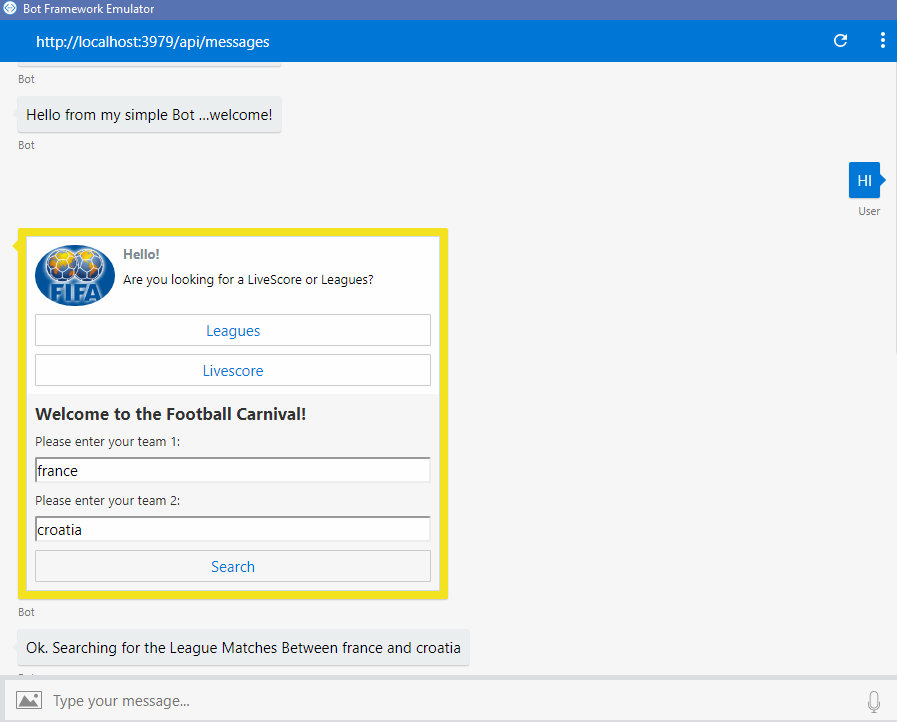 Bot Framework Emulator
http://localhost:3979/api/messages
Bot
Hello from my simple Bot ...welcome!
Bot
HI
User
FIFA
Hello!
Are you looking for a LiveScore or Leagues?
Leagues
Livescore
Welcome to the Football Carnival!
Please enter your team 1:
france
Please enter your team 2:
croatia
Search
Bot
Ok. Searching for the League Matches Between france and croatia
Type your message...